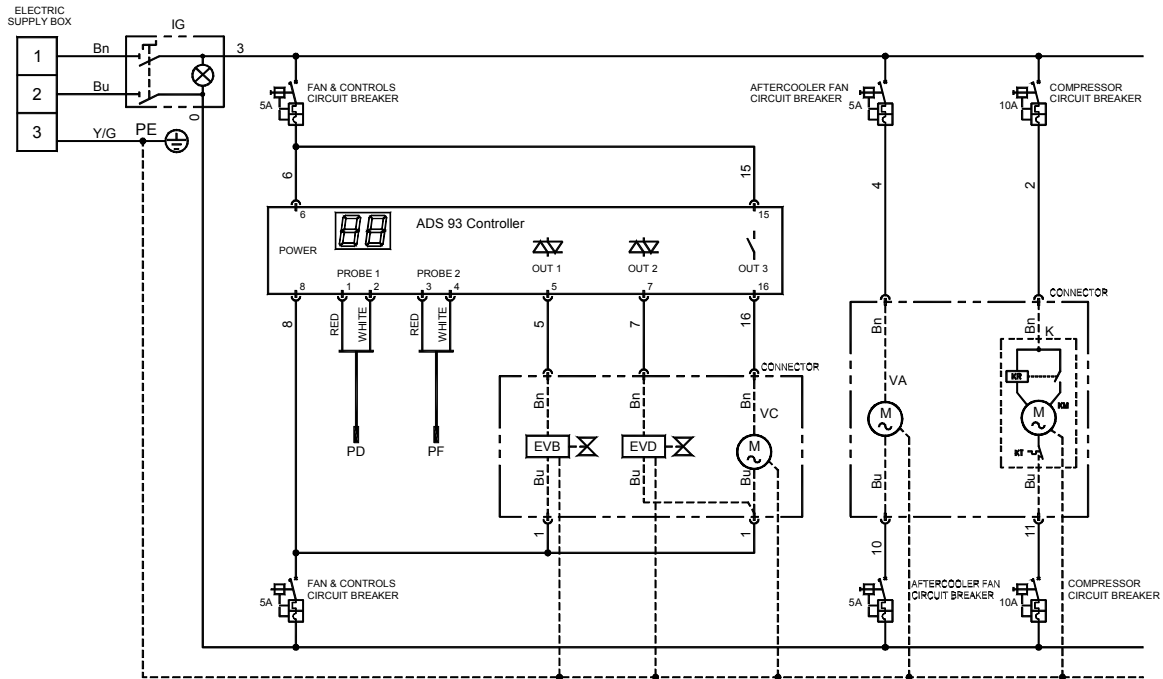 ELECTRIC
SUPPLY BOX
IG
1
Bn
3
2
Bu
3
Y/G
PE
0
FAN & CONTROLS
CIRCUIT BREAKER
5A
AFTERCOOLER FAN
CIRCUIT BREAKER
5A
COMPRESSOR
CIRCUIT BREAKER
10A
6
15
4
2
6
15
88
ADS 93 Controller
POWER
OUT 1
OUT 2
OUT 3
PROBE 1
PROBE 2
8
1
2
3
4
5
7
16
8
RED
WHITE
RED
WHITE
5
7
16
CONNECTOR
CONNECTOR
PD
PF
Bn
Bn
Bn
VC
EVB
EVD
M
Bu
Bu
Bu
1
1
Bn
VA
M
Bu
Bn
K
KR
M
KM
KT
Bu
10
11
FAN & CONTROLS
CIRCUIT BREAKER
5A
AFTERCOOLER FAN
CIRCUIT BREAKER
5A
COMPRESSOR
CIRCUIT BREAKER
10A